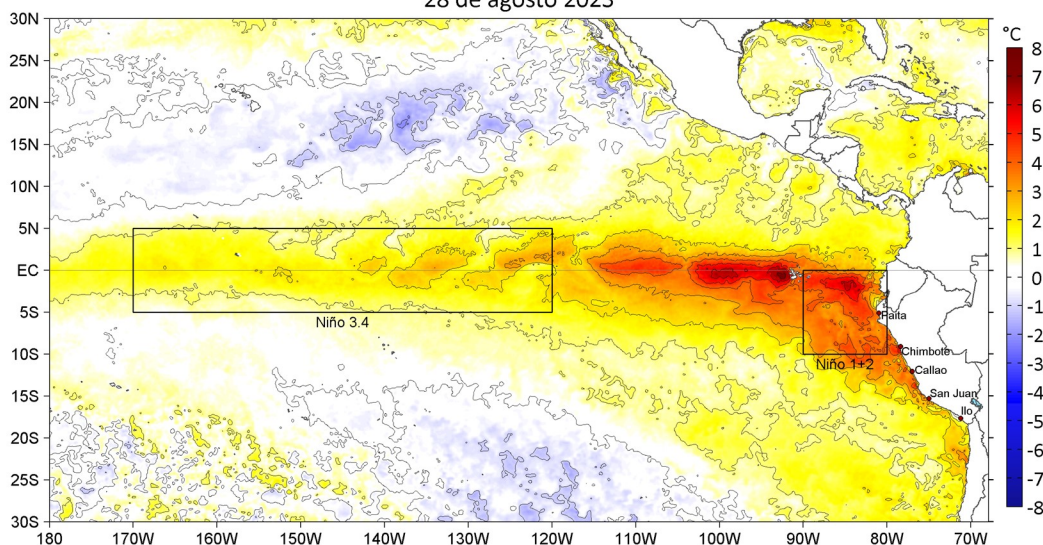 28 de agosto 2023
30N
°C
8
25N
7
6
20N
5
15N
4
10N
3
2
5N
1
EC
0
-1
5S
Paita
Niño 3.4
-2
10S
Chimbote
Niño 1+2
Callao
-3
-4
15S
San Juan
Ilo
-5
20S
-6
25S
-7
30S
-8
180 170W 160W 150W 140W 130W 120W 110W 100W 90W 80W 70W